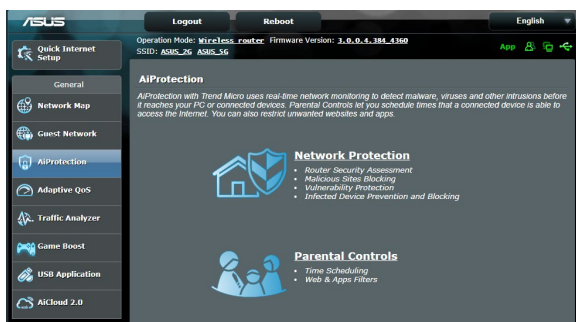 ASUS
Logout
Reboot
English
Quick Internet
Setup
Operation Mode: Wireless router Firmware Version: 3.0.0.4.384_4360
SSID: ASUS_2G ASUS_5G
App
General
Network Map
Guest Network
AiProtection
Adaptive QoS
Traffic Analyzer
Game Boost
USB Application
AiCloud 2.0
AiProtection
AiProtection with Trend Micro uses real-time network monitoring to detect malware, viruses and other intrusions before
it reaches your PC or connected devices. Parental Controls let you schedule times that a connected device is able to
access the Internet. You can also restrict unwanted websites and apps.
Network Protection
• Router Security Assessment
• Malicious Sites Blocking
• Vulnerability Protection
• Infected Device Prevention and Blocking
Parental Controls
• Time Scheduling
• Web & Apps Filters